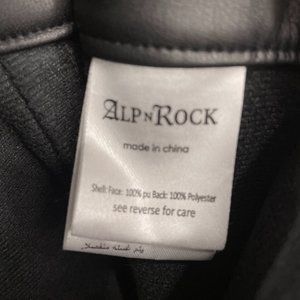 ALPNROCK
made in china
Shell: Face: 100% pu Back: 100% Polyester
see reverse for care